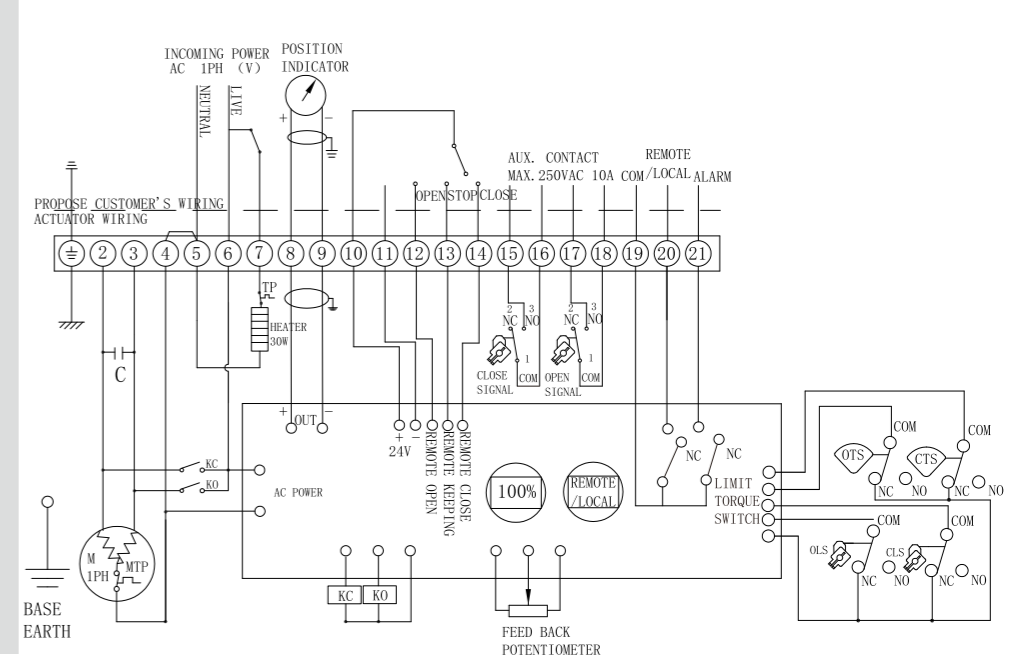 INCOMING POWER
AC 1PH (V)
POSITION
INDICATOR
NEUTRAL
LIVE
+ −
OPEN STOP CLOSE
AUX. CONTACT
MAX. 250VAC 10A
COM
REMOTE
/LOCAL
ALARM
PROPOSE CUSTOMER'S WIRING
ACTUATOR WIRING
2 3 4 5 6 7 8 9 10 11 12 13 14 15 16 17 18 19 20 21
TP
HEATER
30W
C
2 3
NC NO
1
COM
CLOSE
SIGNAL
2 3
NC NO
1
COM
OPEN
SIGNAL
+ OUT −
+ −
24V
REMOTE OPEN
REMOTE KEEPING
REMOTE CLOSE
KC
KO
AC POWER
100%
REMOTE
/LOCAL
NC
NC
LIMIT
TORQUE
SWITCH
OTS
COM
NC NO
CTS
COM
NC NO
OLS
COM
NC NO
CLS
COM
NC NO
M
1PH
MTP
BASE
EARTH
KC
KO
FEED BACK
POTENTIOMETER